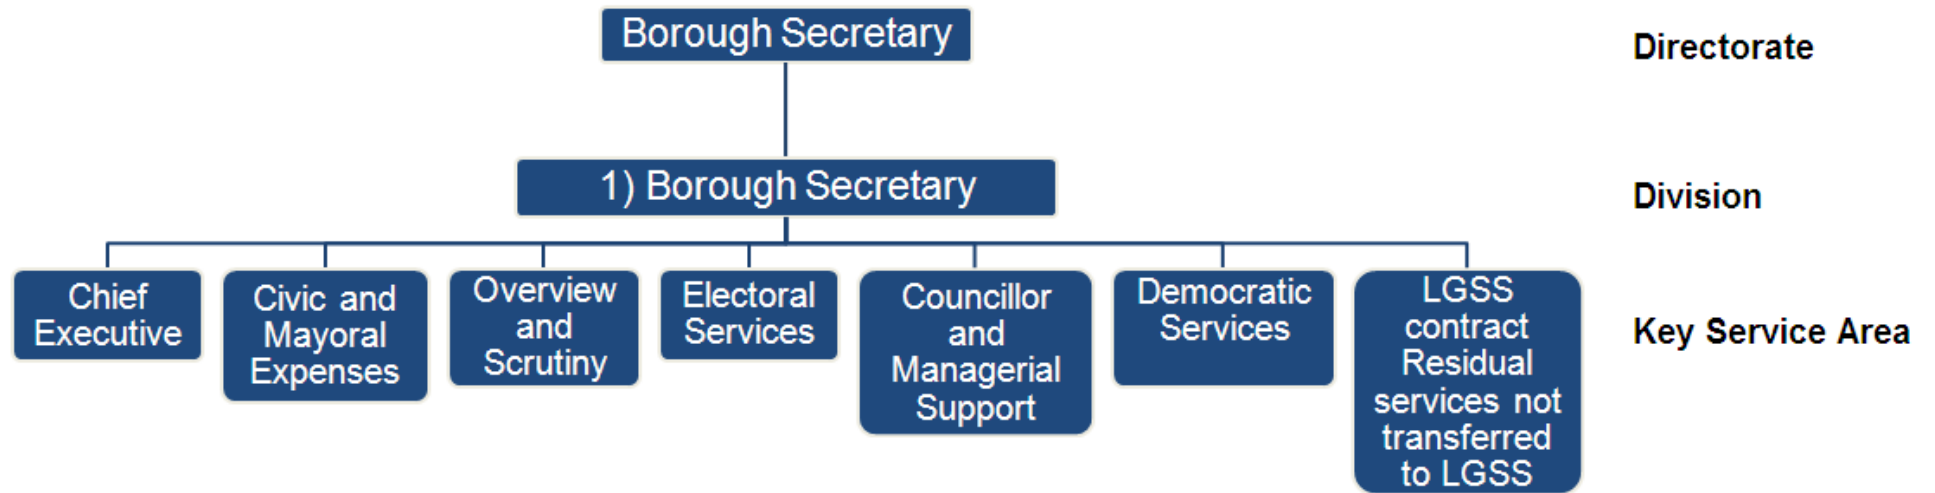 Borough Secretary
Directorate
1) Borough Secretary
Division
Chief
Executive
Civic and
Mayoral
Expenses
Overview
and
Scrutiny
Electoral
Services
Councillor
and
Managerial
Support
Democratic
Services
LGSS
contract
Residual
services not
transferred
to LGSS
Key Service Area